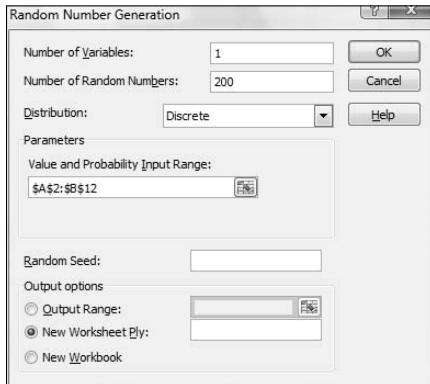 Random Number Generation
Number of Variables: 1 OK
Number of Random Numbers: 200 Cancel
Distribution: Discrete Help
Parameters
Value and Probability Input Range:
$A$2:$B$12
Random Seed:
Output options
Output Range:
New Worksheet Ply:
New Workbook